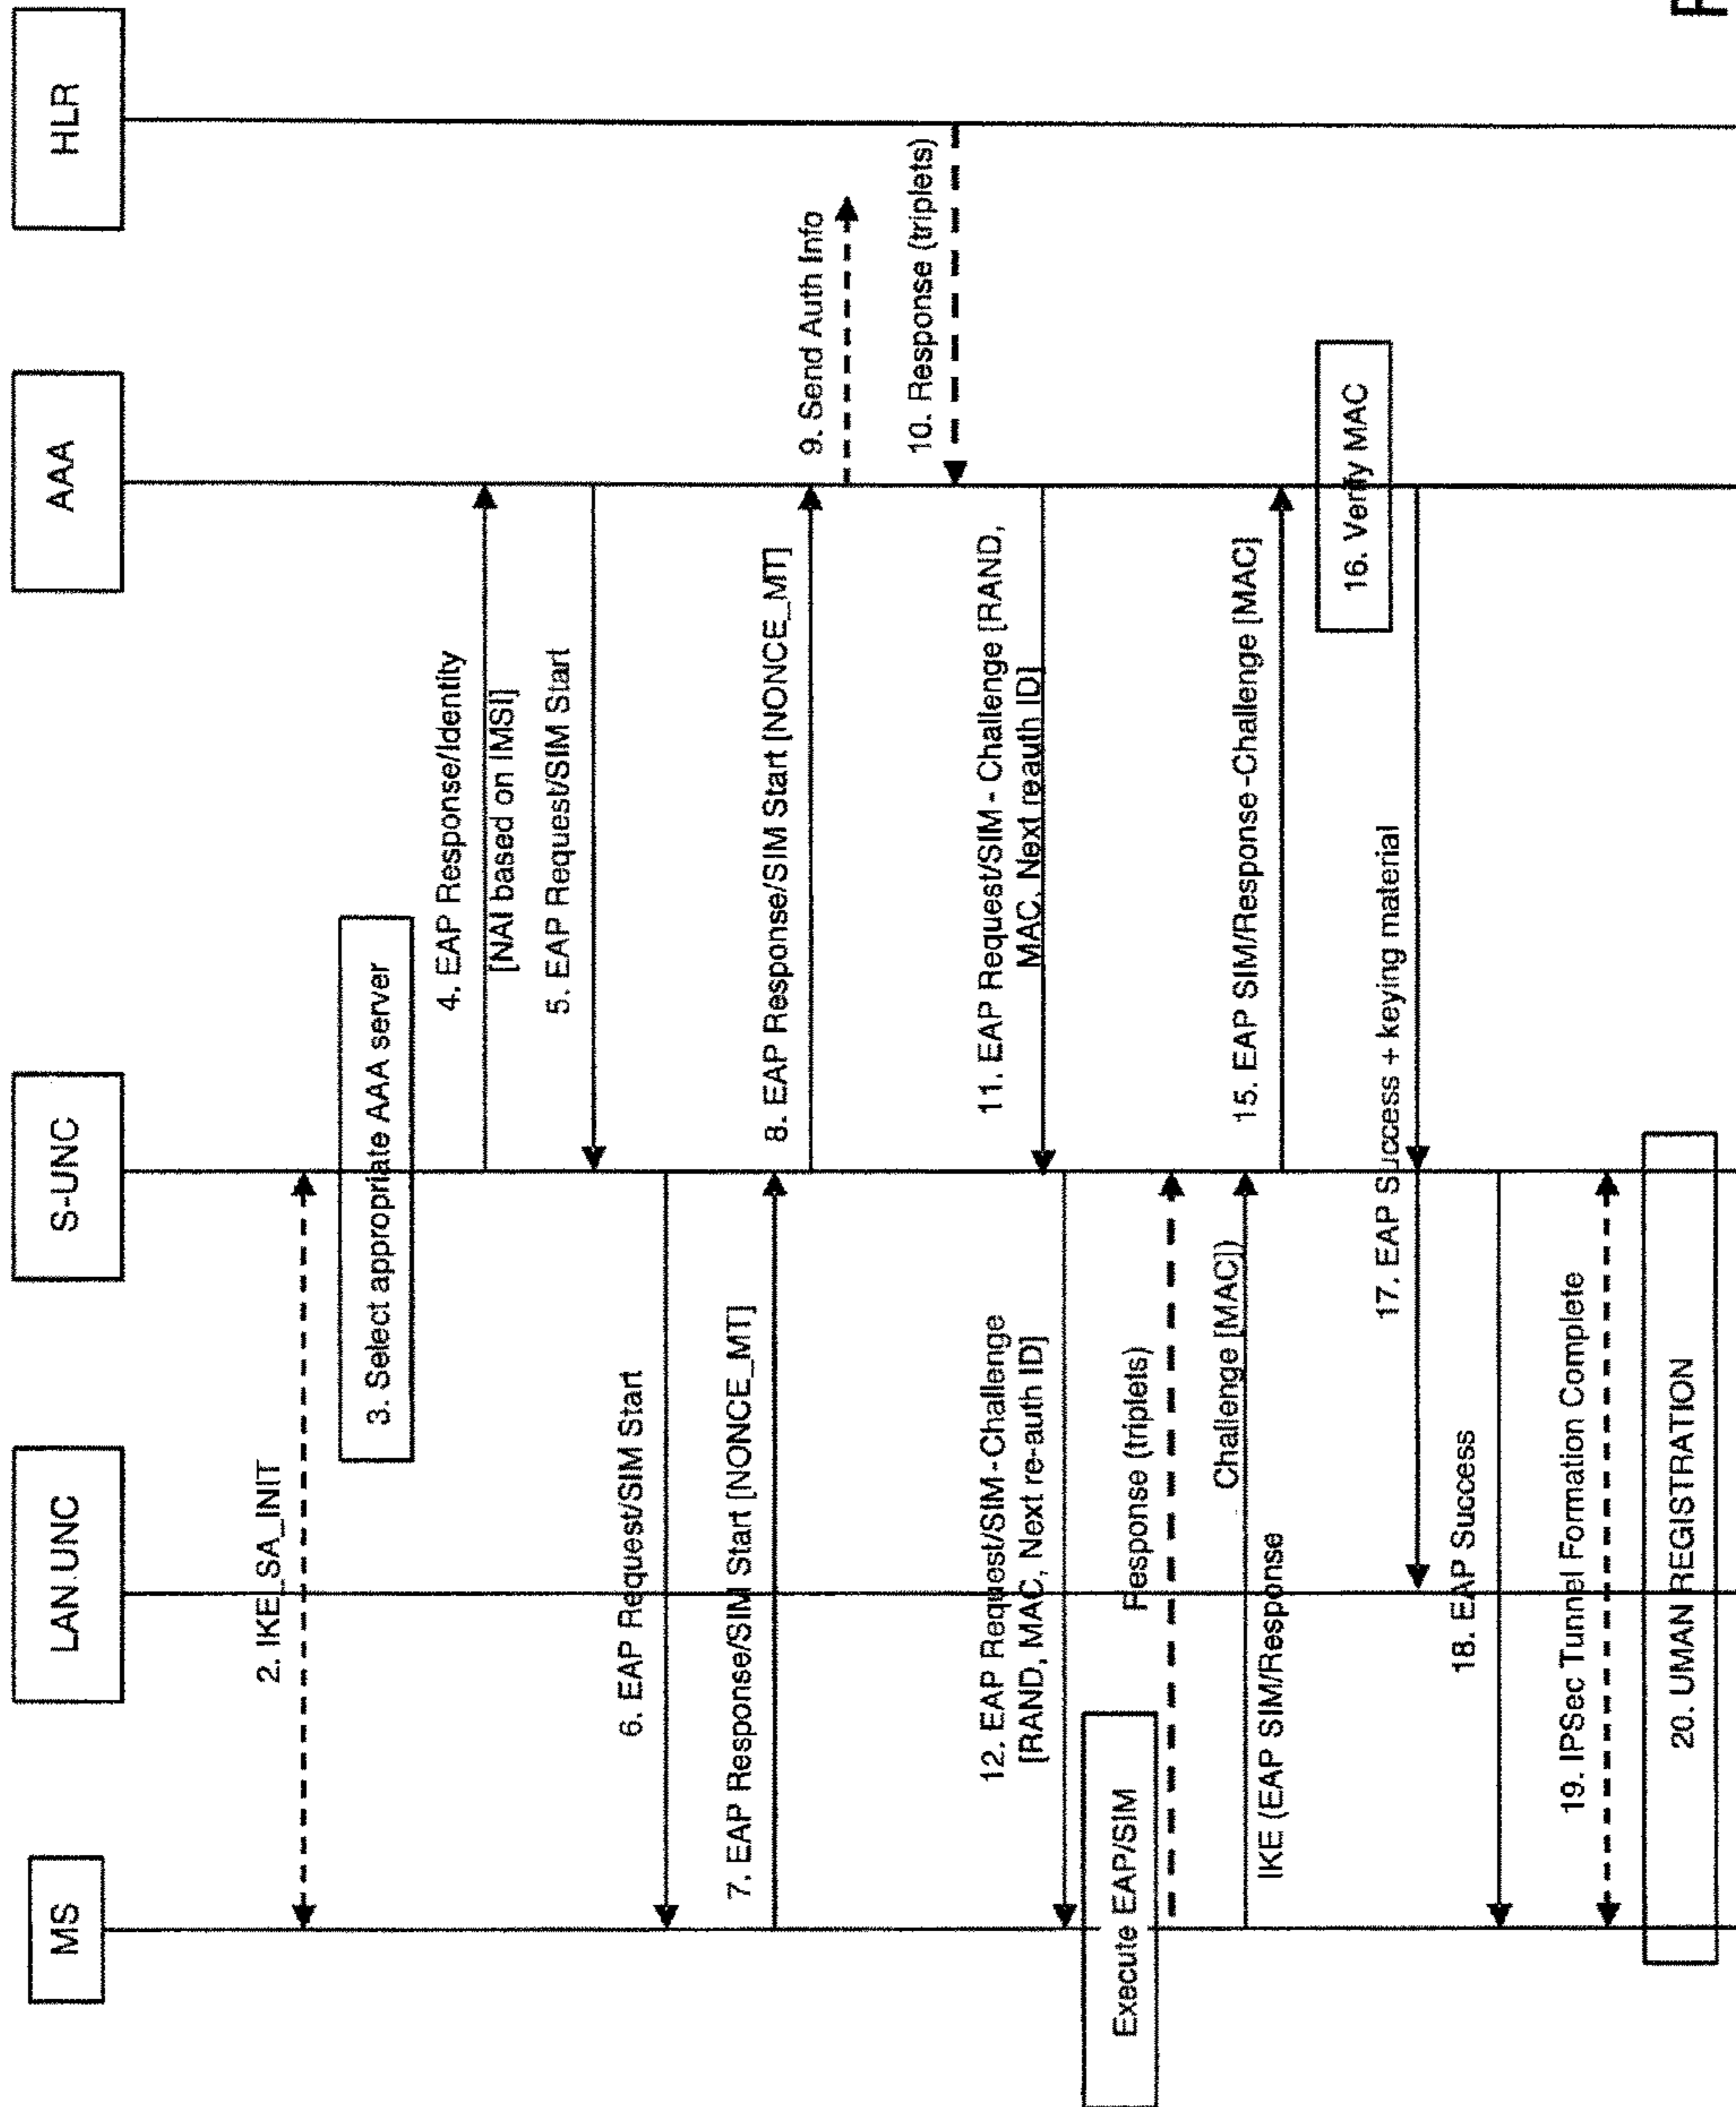 MS
LAN.UNC
S-UNC
AAA
HLR
2. IKE_SA_INIT
3. Select appropriate AAA server
4. EAP Response/Identity
[NAI based on IMSI]
5. EAP Request/SIM Start
6. EAP Request/SIM Start
7. EAP Response/SIM Start [NONCE_MT]
8. EAP Response/SIM Start [NONCE_MT]
9. Send Auth Info
10. Response (triplets)
11. EAP Request/SIM - Challenge [RAND,
MAC, Next reauth ID]
12. EAP Request/SIM-Challenge
[RAND, MAC, Next re-auth ID]
Execute EAP/SIM
Response (triplets)
IKE (EAP SIM/Response
Challenge [MAC])
15. EAP SIM/Response-Challenge [MAC]
16. Verify MAC
17. EAP Success + keying material
18. EAP Success
19. IPSec Tunnel Formation Complete
20. UMAN REGISTRATION